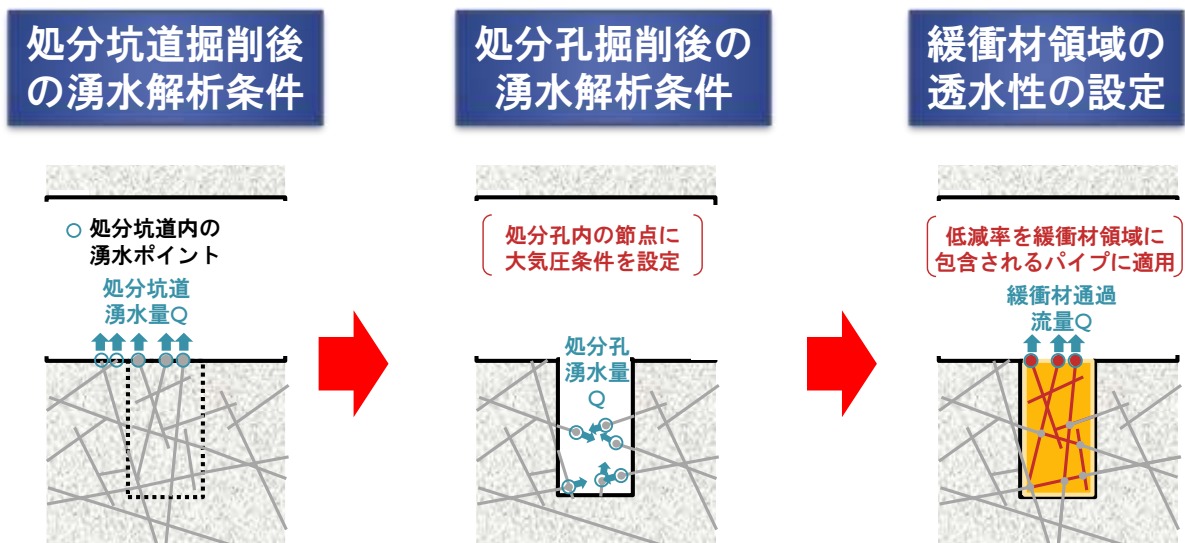 処分坑道掘削後
の湧水解析条件
処分孔掘削後の
湧水解析条件
緩衝材領域の
透水性の設定
処分坑道内の
湧水ポイント
処分坑道
湧水量Q
処分孔内の節点に
大気圧条件を設定
処分孔
湧水量
Q
低減率を緩衝材領域に
包含されるパイプに適用
緩衝材通過
流量Q